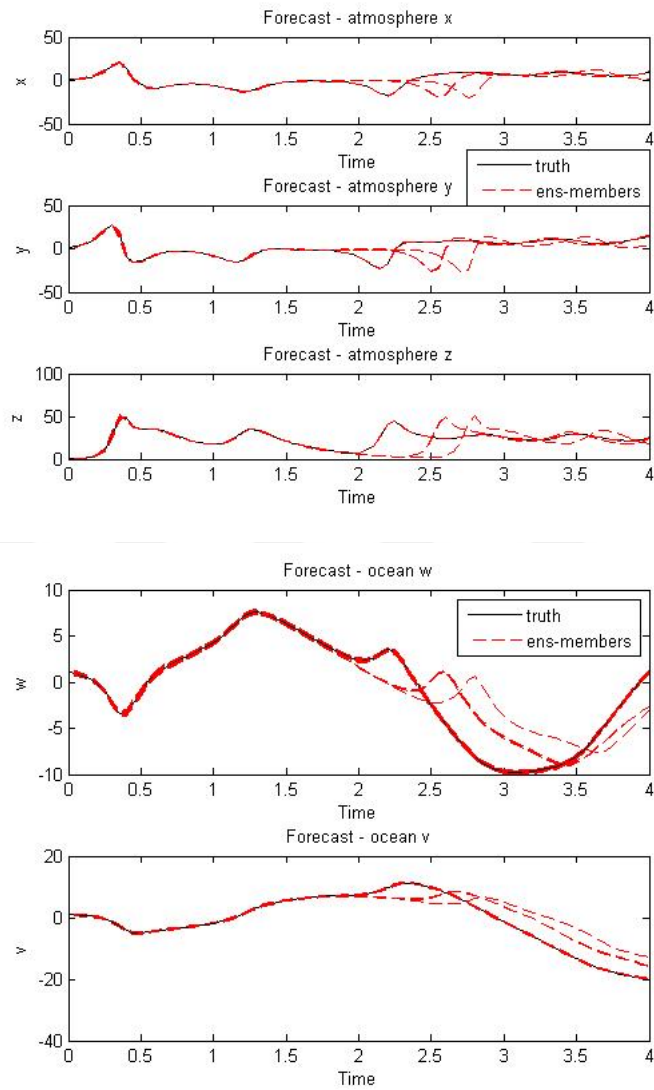 Forecast - atmosphere x
50
0
-50
x
0 0.5 1 1.5 2 2.5 3 3.5 4
Time
truth
ens-members
Forecast - atmosphere y
50
0
-50
y
0 0.5 1 1.5 2 2.5 3 3.5 4
Time
Forecast - atmosphere z
100
50
0
z
0 0.5 1 1.5 2 2.5 3 3.5 4
Time
Forecast - ocean w
10
5
0
-5
-10
w
truth
ens-members
0 0.5 1 1.5 2 2.5 3 3.5 4
Time
Forecast - ocean v
20
0
-20
-40
v
0 0.5 1 1.5 2 2.5 3 3.5 4
Time